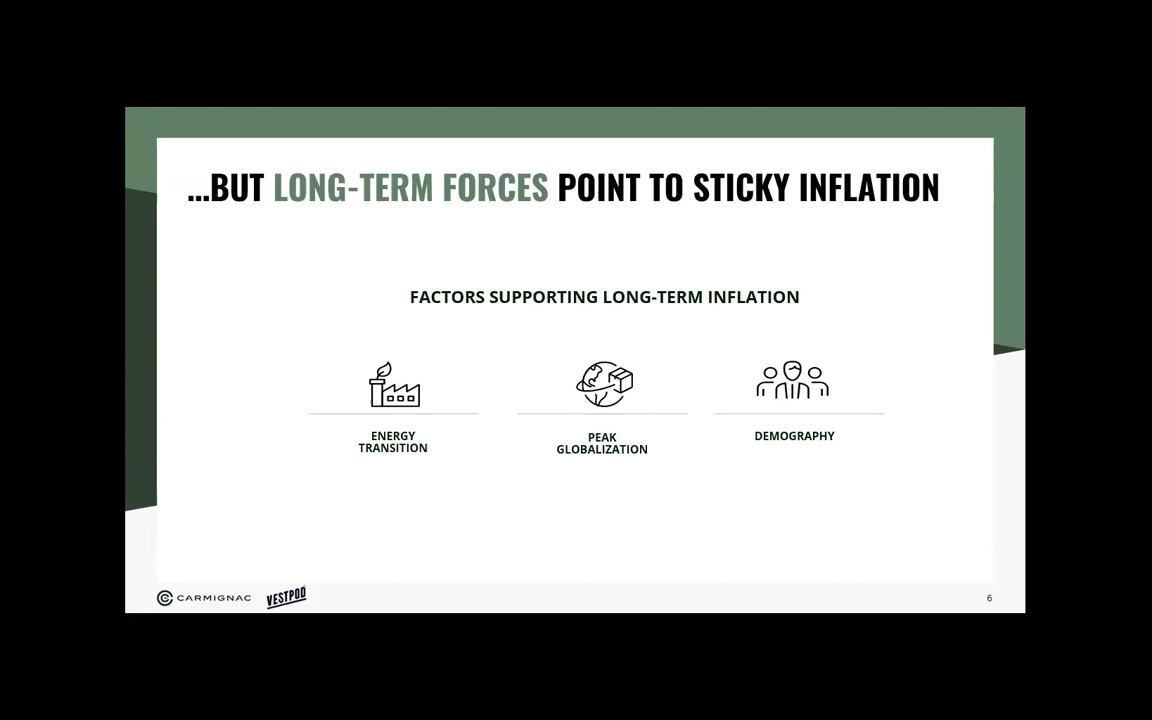 ...BUT LONG-TERM FORCES POINT TO STICKY INFLATION
FACTORS SUPPORTING LONG-TERM INFLATION
ENERGY
TRANSITION
PEAK
GLOBALIZATION
DEMOGRAPHY
CARMIGNAC
VESTPOD
6